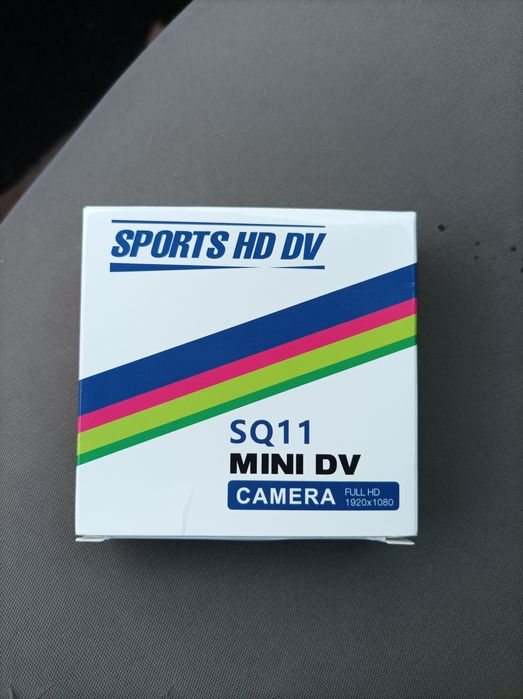 SPORTS HD DV
SQ11
MINI DV
CAMERA FULL HD
1920x1080